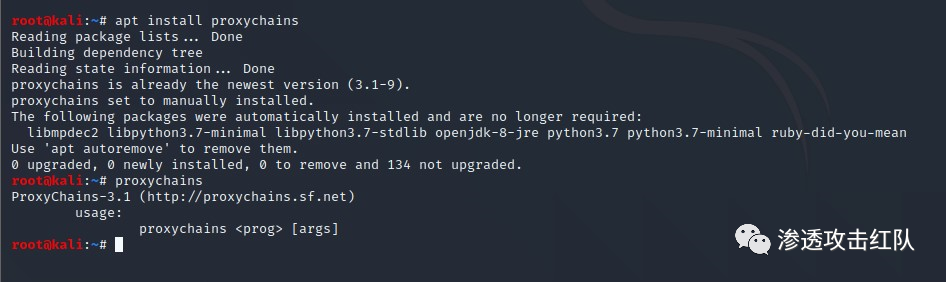 root@kali:~# apt install proxychains
Reading package lists... Done
Building dependency tree
Reading state information... Done
proxychains is already the newest version (3.1-9).
proxychains set to manually installed.
The following packages were automatically installed and are no longer required:
  libmpdec2 libpython3.7-minimal libpython3.7-stdlib openjdk-8-jre python3.7 python3.7-minimal ruby-did-you-mean
Use 'apt autoremove' to remove them.
0 upgraded, 0 newly installed, 0 to remove and 134 not upgraded.
root@kali:~# proxychains
ProxyChains-3.1 (http://proxychains.sf.net)
        usage:
                proxychains <prog> [args]
root@kali:~#
渗透攻击红队